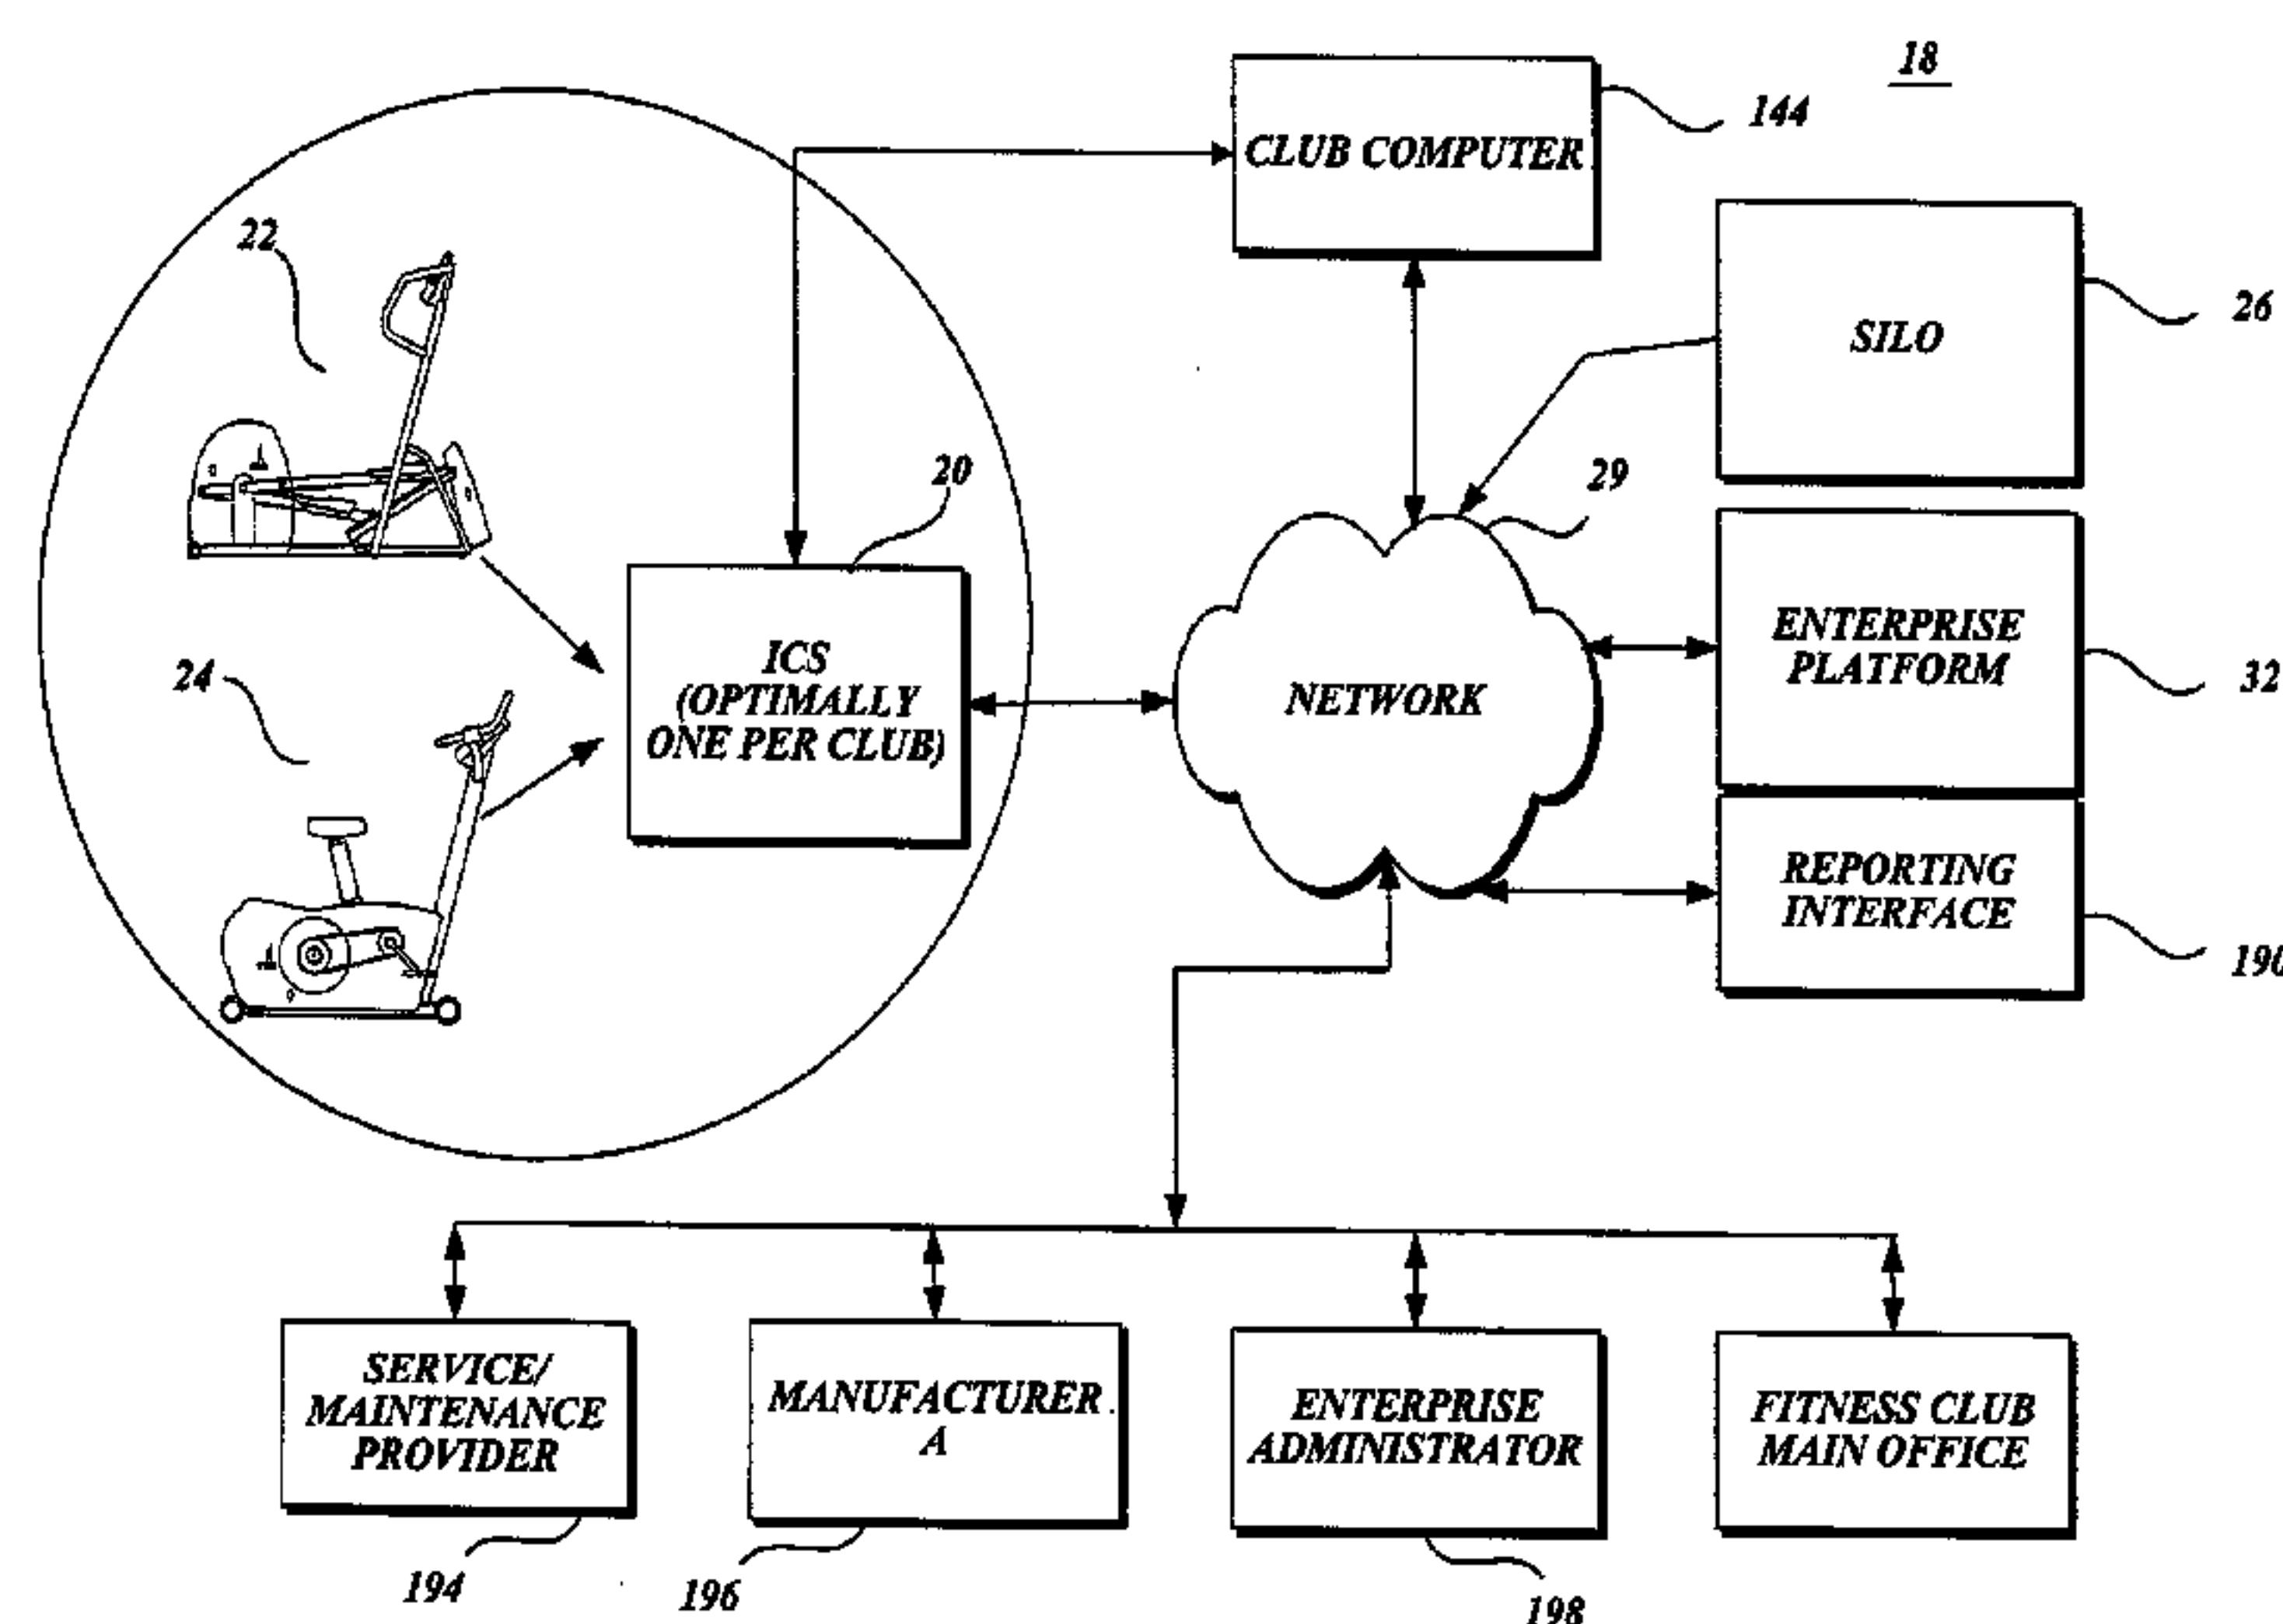 18
144
CLUB COMPUTER
22
26
SILO
20
29
ENTERPRISE
PLATFORM
32
24
ICS
(OPTIMALLY
ONE PER CLUB)
NETWORK
REPORTING
INTERFACE
190
SERVICE/
MAINTENANCE
PROVIDER
MANUFACTURER
A
ENTERPRISE
ADMINISTRATOR
FITNESS CLUB
MAIN OFFICE
194
196
198